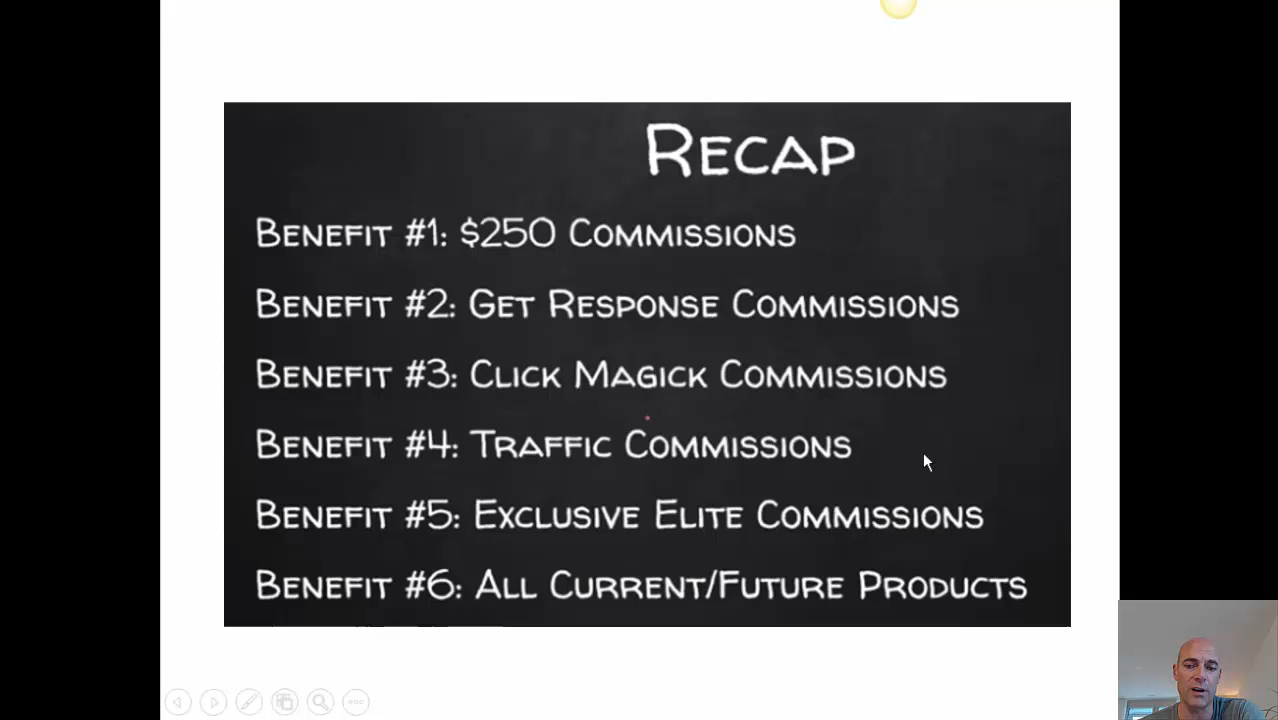 Recap
Benefit #1: $250 Commissions
Benefit #2: Get Response Commissions
Benefit #3: Click Magick Commissions
Benefit #4: Traffic Commissions
Benefit #5: Exclusive Elite Commissions
Benefit #6: All Current/Future Products